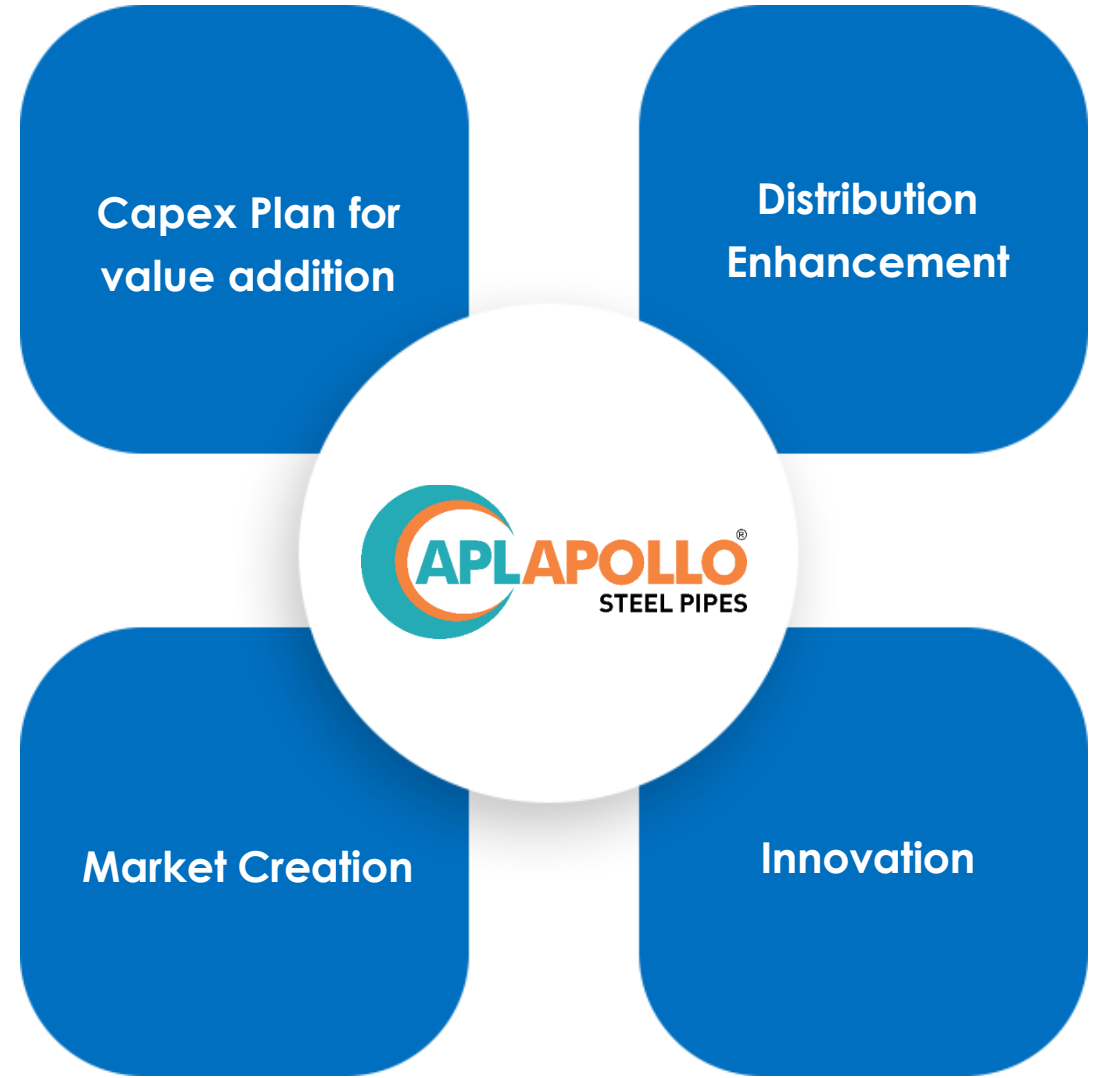 Capex Plan for
value addition
Distribution
Enhancement
APLAPOLLO®
STEEL PIPES
Market Creation
Innovation